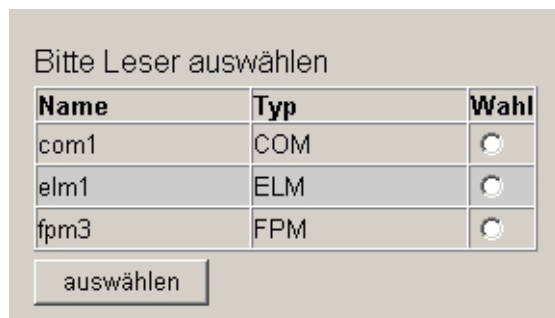 Bitte Leser auswählen
Name Typ Wahl
com1 COM
elm1 ELM
fpm3 FPM
auswählen